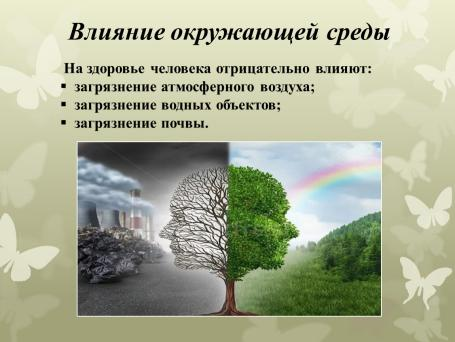 Влияние окружающей среды
На здоровье человека отрицательно влияют:
▪ загрязнение атмосферного воздуха;
▪ загрязнение водных объектов;
▪ загрязнение почвы.